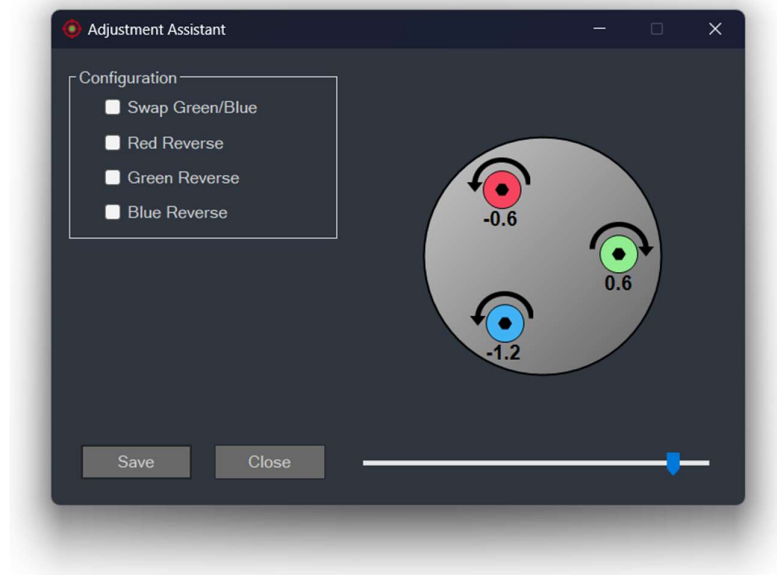 Adjustment Assistant
Configuration
Swap Green/Blue
Red Reverse
Green Reverse
Blue Reverse
-0.6
0.6
-1.2
Save
Close